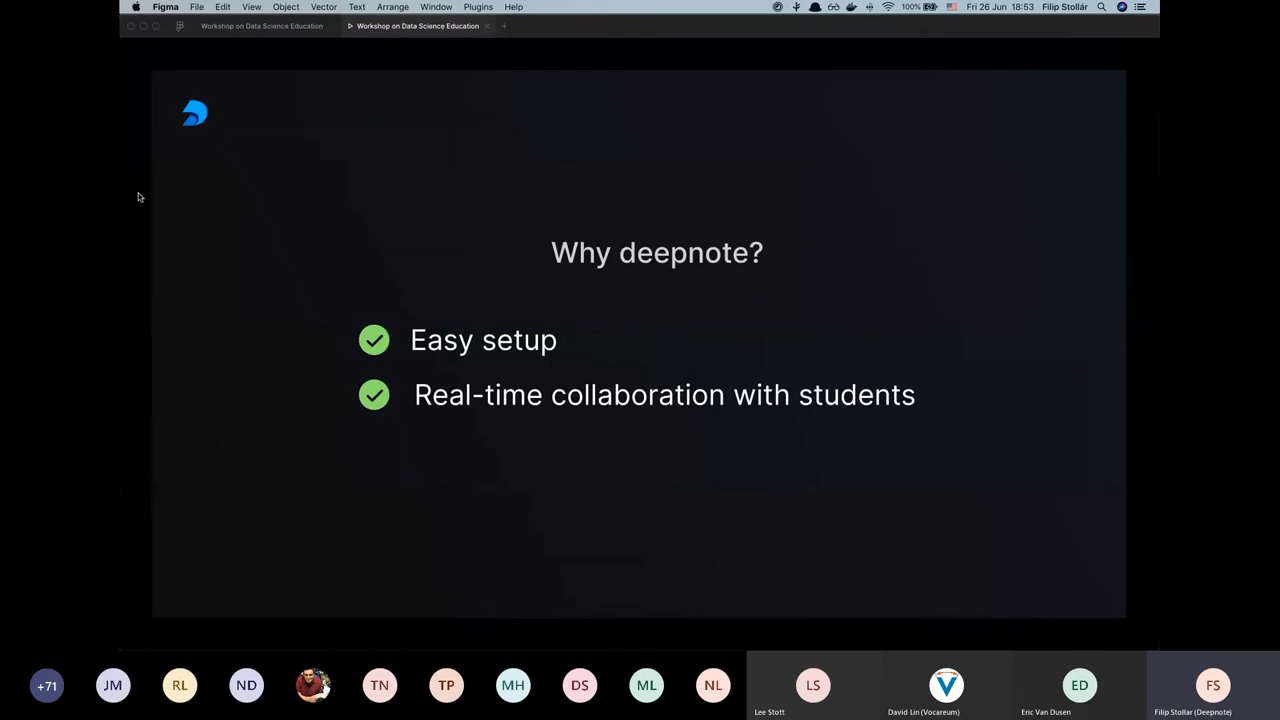 Figma File Edit View Object Vector Text Arrange Window Plugins Help 100% Fri 26 Jun 18:53 Filip Stollár
Workshop on Data Science Education Workshop on Data Science Education
Why deepnote?
Easy setup
Real-time collaboration with students
+71 JM RL ND TN TP MH DS ML NL LS V ED FS
Lee Stott David Lin (Vocareum) Eric Van Dusen Filip Stollar (Deepnote)